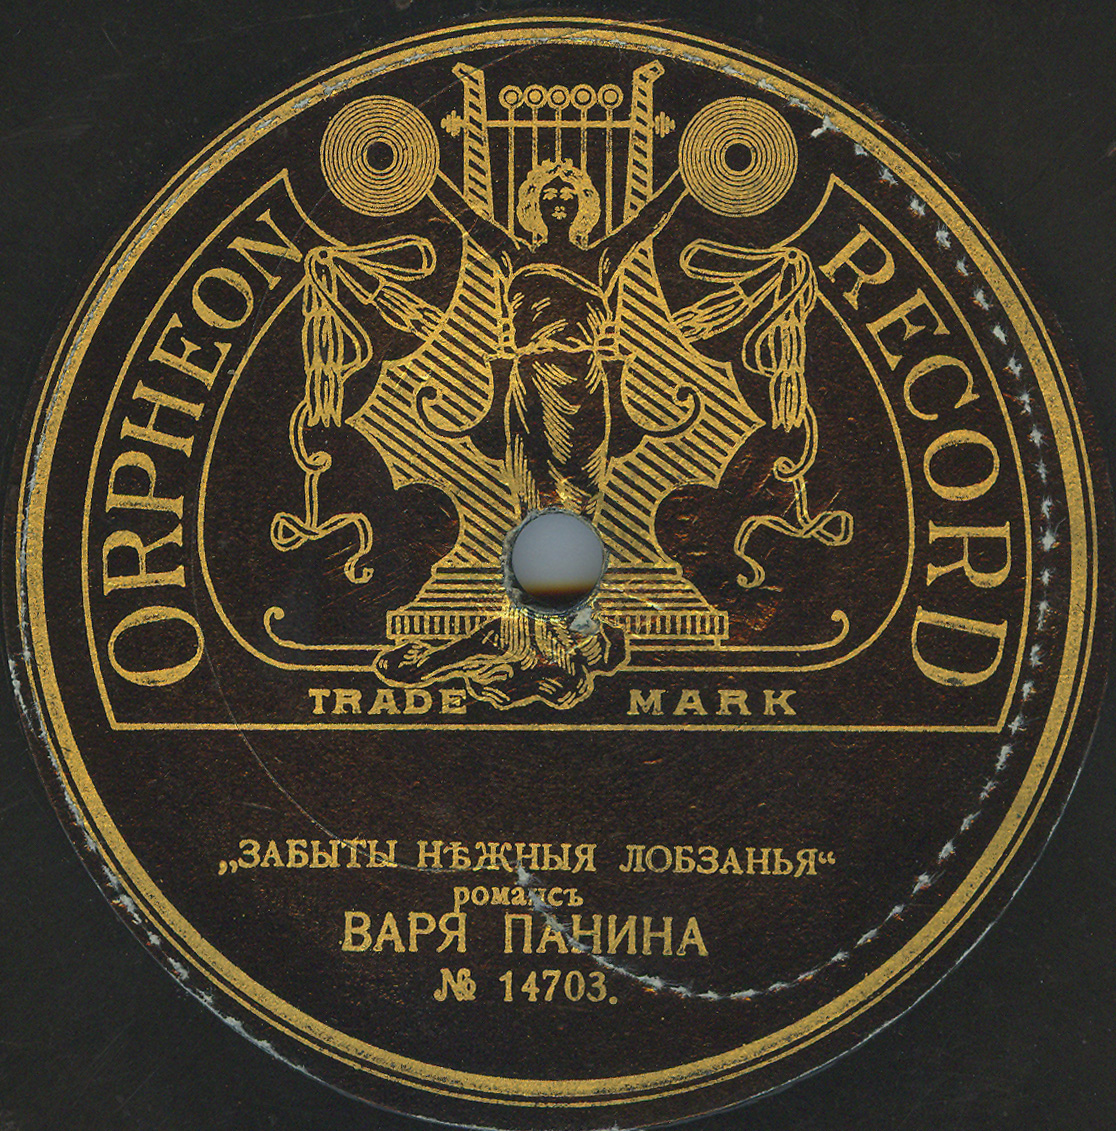 ORPHEON RECORD
TRADE MARK
„ЗАБЫТЫ НѢЖНЫЯ ЛОБЗАНЬЯ“
романсъ
ВАРЯ ПАНИНА
№ 14703.